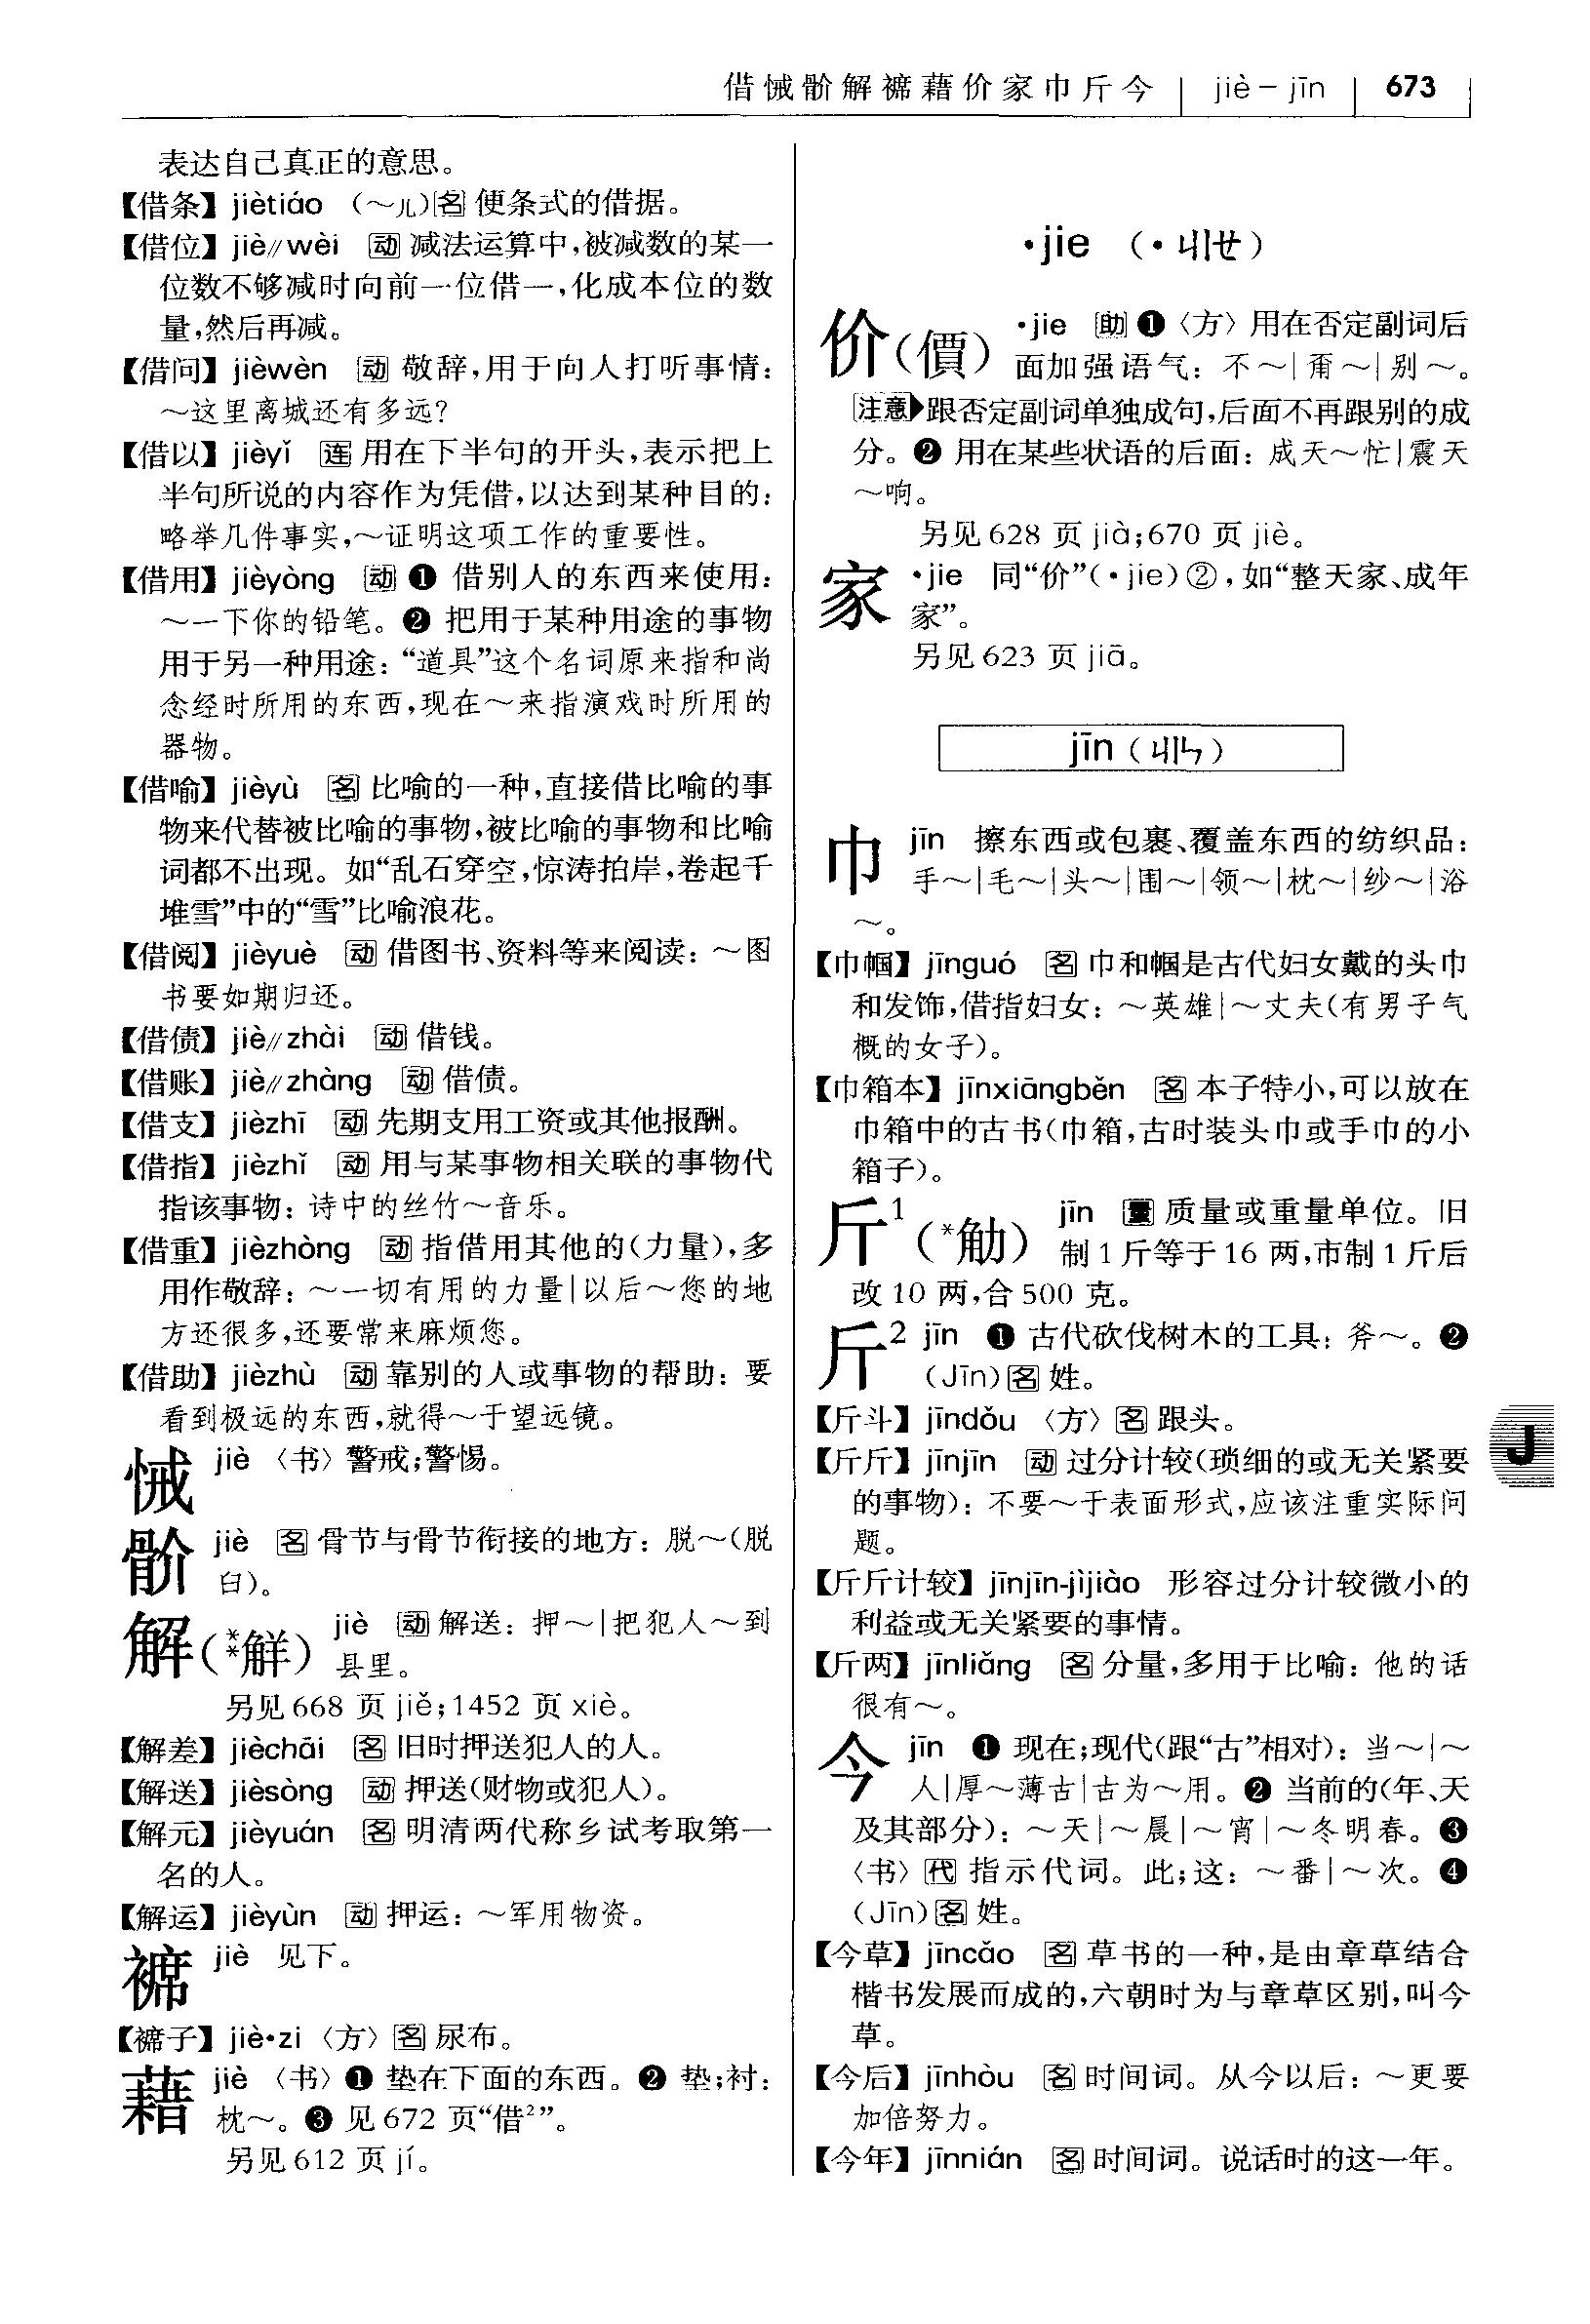 借悈骱解褯藉价家巾斤今 | jiè－jīn | 673
表达自己真正的意思。
【借条】jiètiáo （～儿）[名] 便条式的借据。
【借位】jiè∥wèi [动] 减法运算中，被减数的某一
位数不够减时向前一位借一，化成本位的数
量，然后再减。
【借问】jièwèn [动] 敬辞，用于向人打听事情：
～这里离城还有多远？
【借以】jièyǐ [连] 用在下半句的开头，表示把上
半句所说的内容作为凭借，以达到某种目的：
略举几件事实，～证明这项工作的重要性。
【借用】jièyòng [动] ❶ 借别人的东西来使用：
～一下你的铅笔。❷ 把用于某种用途的事物
用于另一种用途：“道具”这个名词原来指和尚
念经时所用的东西，现在～来指演戏时所用的
器物。
【借喻】jièyù [名] 比喻的一种，直接借比喻的事
物来代替被比喻的事物，被比喻的事物和比喻
词都不出现。如“乱石穿空，惊涛拍岸，卷起千
堆雪”中的“雪”比喻浪花。
【借阅】jièyuè [动] 借图书、资料等来阅读：～图
书要如期归还。
【借债】jiè∥zhài [动] 借钱。
【借账】jiè∥zhàng [动] 借债。
【借支】jièzhī [动] 先期支用工资或其他报酬。
【借指】jièzhǐ [动] 用与某事物相关联的事物代
指该事物：诗中的丝竹～音乐。
【借重】jièzhòng [动] 指借用其他的（力量），多
用作敬辞：～一切有用的力量|以后～您的地
方还很多，还要常来麻烦您。
【借助】jièzhù [动] 靠别的人或事物的帮助：要
看到极远的东西，就得～于望远镜。
悈 jiè 〈书〉警戒；警惕。
骱 jiè [名] 骨节与骨节衔接的地方：脱～（脱
臼）。
解（**觧） jiè [动] 解送：押～|把犯人～到
县里。
另见 668 页 jiě；1452 页 xiè。
【解差】jièchāi [名] 旧时押送犯人的人。
【解送】jièsòng [动] 押送（财物或犯人）。
【解元】jièyuán [名] 明清两代称乡试考取第一
名的人。
【解运】jièyùn [动] 押运：～军用物资。
褯 jiè 见下。
【褯子】jiè•zi 〈方〉[名] 尿布。
藉 jiè 〈书〉❶ 垫在下面的东西。❷ 垫；衬：
枕～。❸ 见 672 页“借²”。
另见 612 页 jí。
•jie （•ㄐㄧㄝ）
价（價） •jie [助] ❶〈方〉用在否定副词后
面加强语气：不～|甭～|别～。
[注意]▶跟否定副词单独成句，后面不再跟别的成
分。❷ 用在某些状语的后面：成天～忙|震天
～响。
另见 628 页 jià；670 页 jiè。
家 •jie 同“价”（•jie）②，如“整天家、成年
家”。
另见 623 页 jiā。
jīn（ㄐㄧㄣ）
巾 jīn 擦东西或包裹、覆盖东西的纺织品：
手～|毛～|头～|围～|领～|枕～|纱～|浴
～。
【巾帼】jīnguó [名] 巾和帼是古代妇女戴的头巾
和发饰，借指妇女：～英雄|～丈夫（有男子气
概的女子）。
【巾箱本】jīnxiāngběn [名] 本子特小，可以放在
巾箱中的古书（巾箱，古时装头巾或手巾的小
箱子）。
斤¹（*觔） jīn [量] 质量或重量单位。旧
制 1 斤等于 16 两，市制 1 斤后
改 10 两，合 500 克。
斤² jīn ❶ 古代砍伐树木的工具：斧～。❷
（Jīn）[名] 姓。
【斤斗】jīndǒu 〈方〉[名] 跟头。
【斤斤】jīnjīn [动] 过分计较（琐细的或无关紧要
的事物）：不要～于表面形式，应该注重实际问
题。
【斤斤计较】jīnjīn-jìjiào 形容过分计较微小的
利益或无关紧要的事情。
【斤两】jīnliǎng [名] 分量，多用于比喻：他的话
很有～。
今 jīn ❶ 现在；现代（跟“古”相对）：当～|～
人|厚～薄古|古为～用。❷ 当前的（年、天
及其部分）：～天|～晨|～宵|～冬明春。❸
〈书〉[代] 指示代词。此；这：～番|～次。❹
（Jīn）[名] 姓。
【今草】jīncǎo [名] 草书的一种，是由章草结合
楷书发展而成的，六朝时为与章草区别，叫今
草。
【今后】jīnhòu [名] 时间词。从今以后：～更要
加倍努力。
【今年】jīnnián [名] 时间词。说话时的这一年。
J